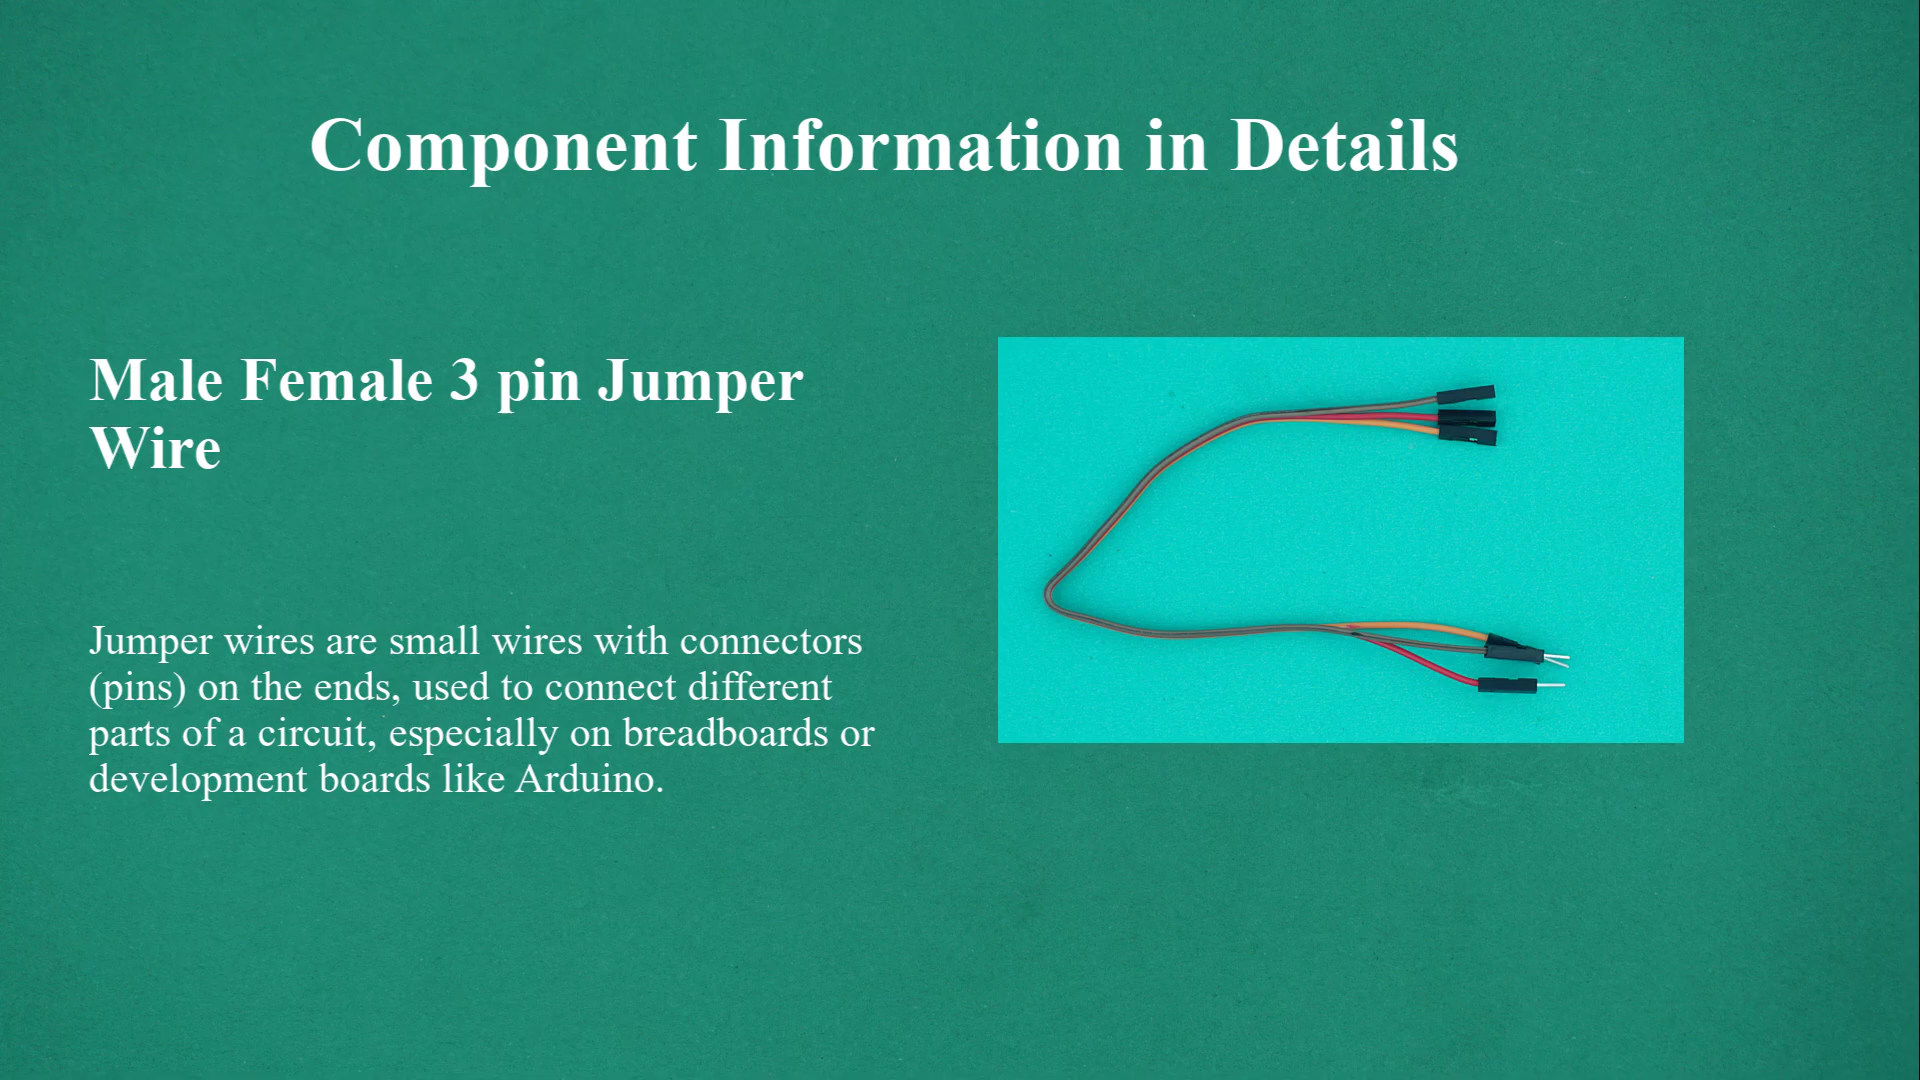 Component Information in Details
Male Female 3 pin Jumper
Wire
Jumper wires are small wires with connectors
(pins) on the ends, used to connect different
parts of a circuit, especially on breadboards or
development boards like Arduino.